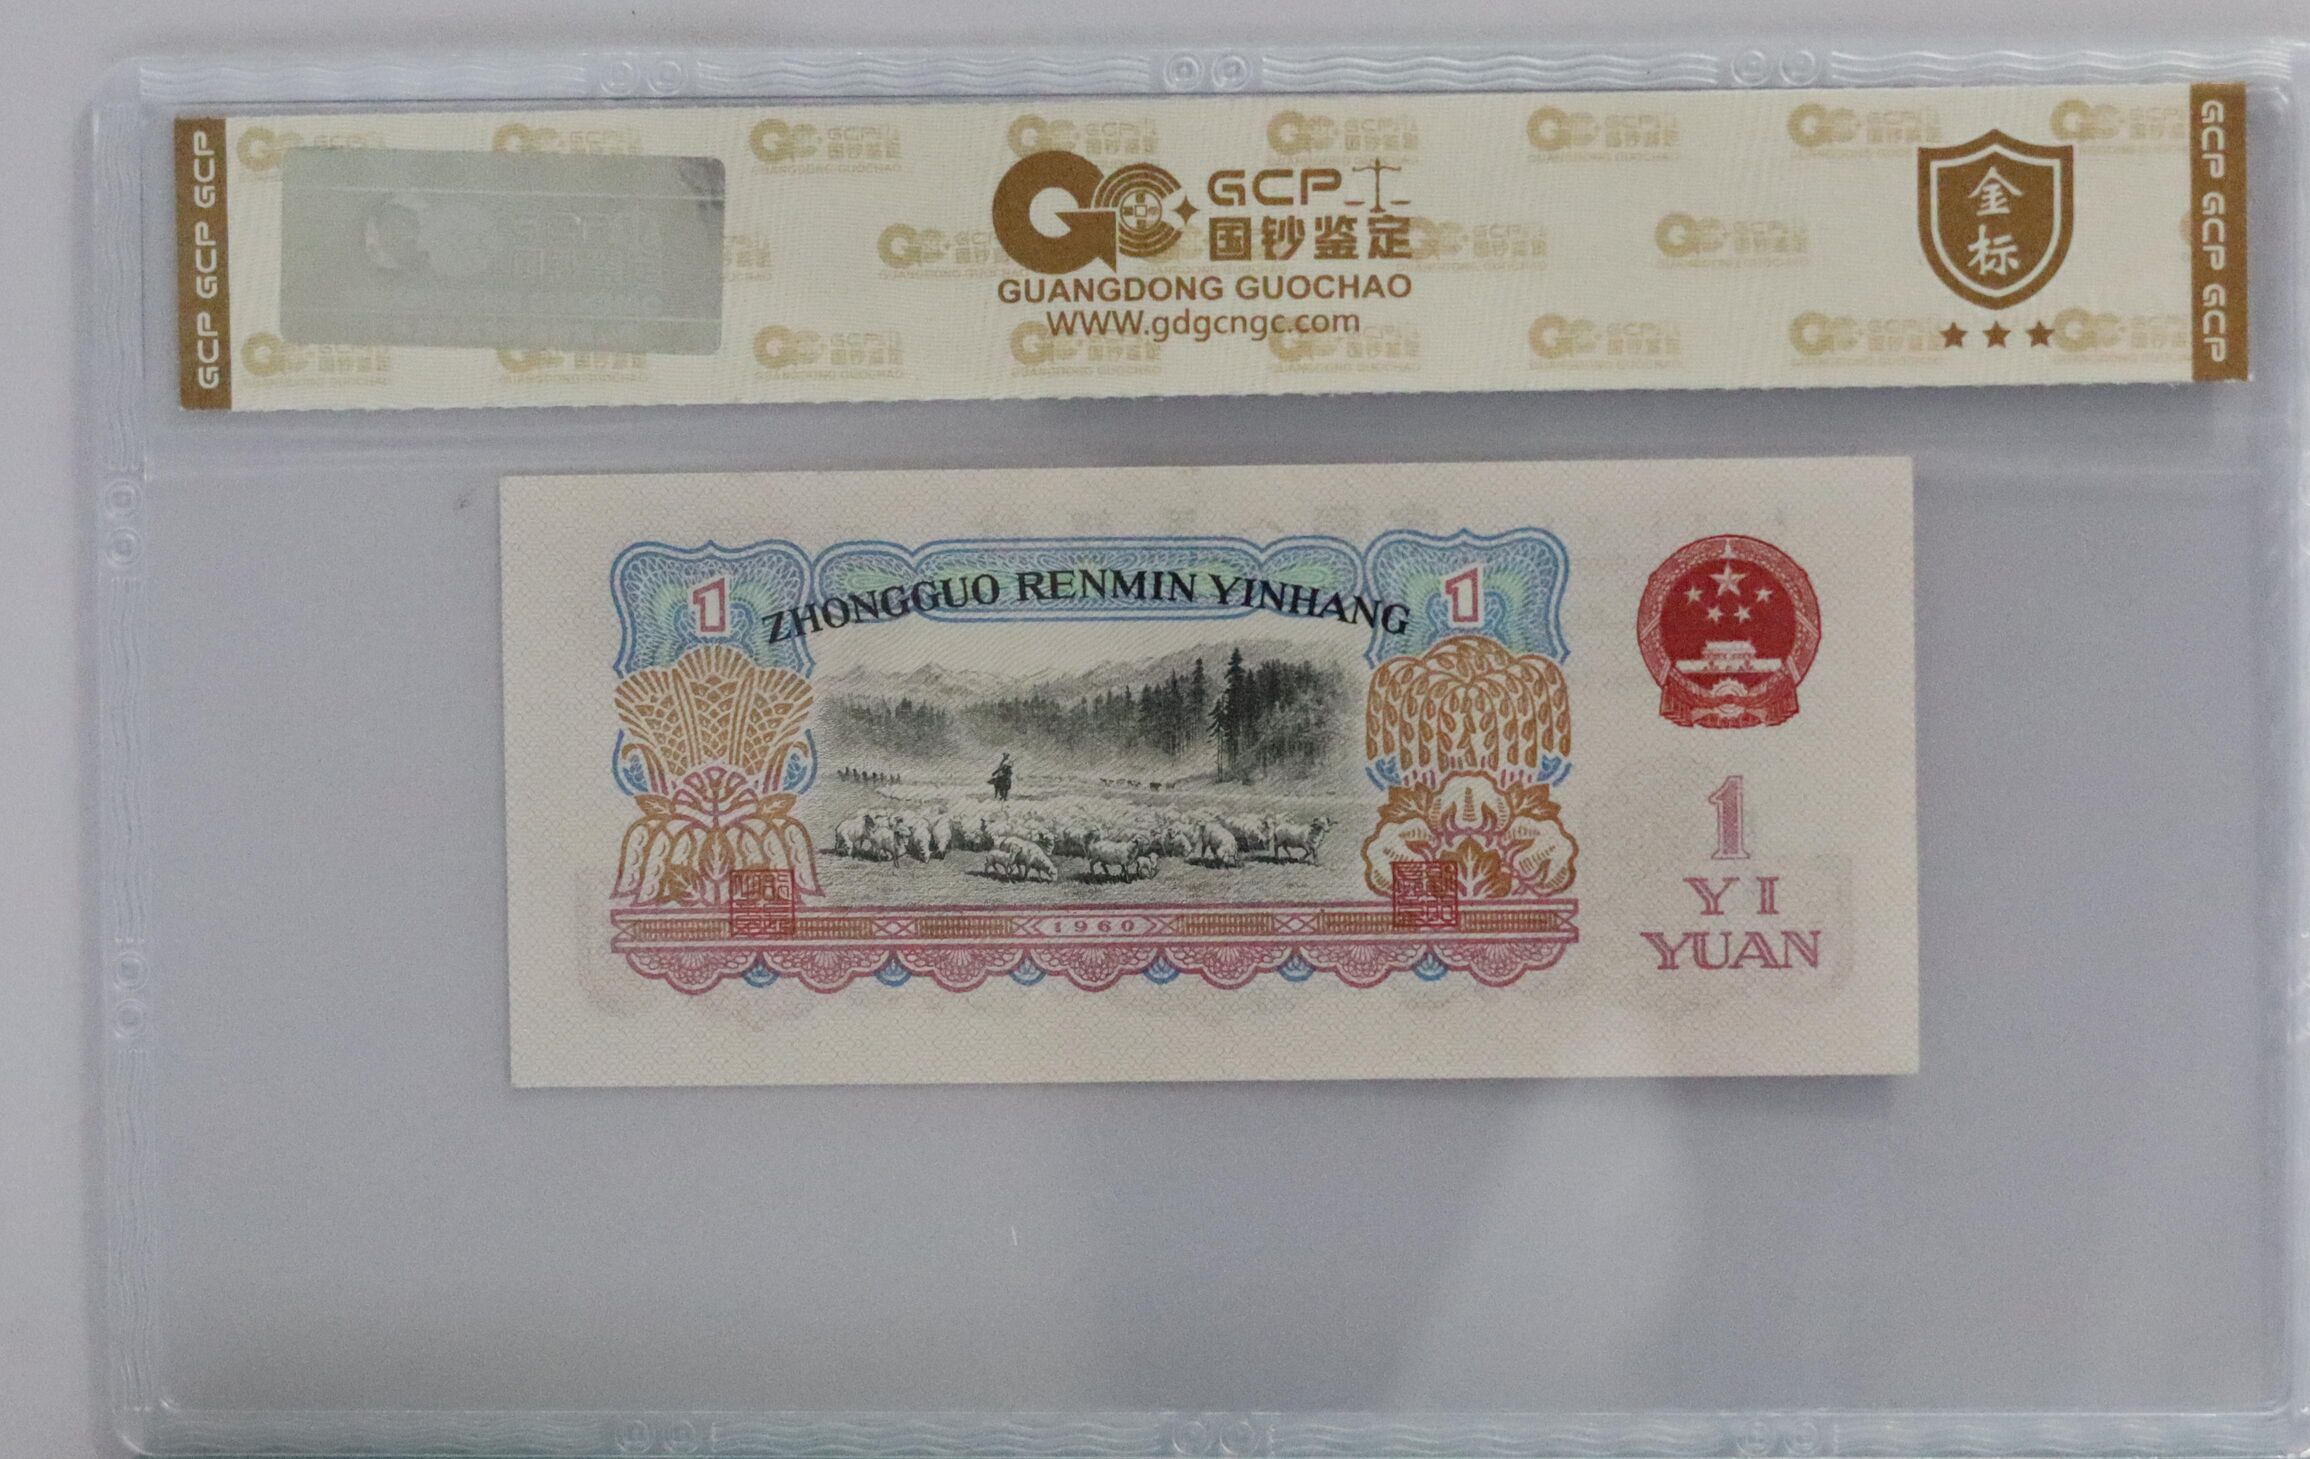 GCP GCP GCP
GCP
国钞鉴定
GUANGDONG GUOCHAO
WWW.gdgcngc.com
金
标
GCP GCP GCP
ZHONGGUO RENMIN YINHANG
1
1
1960
1
YI
YUAN